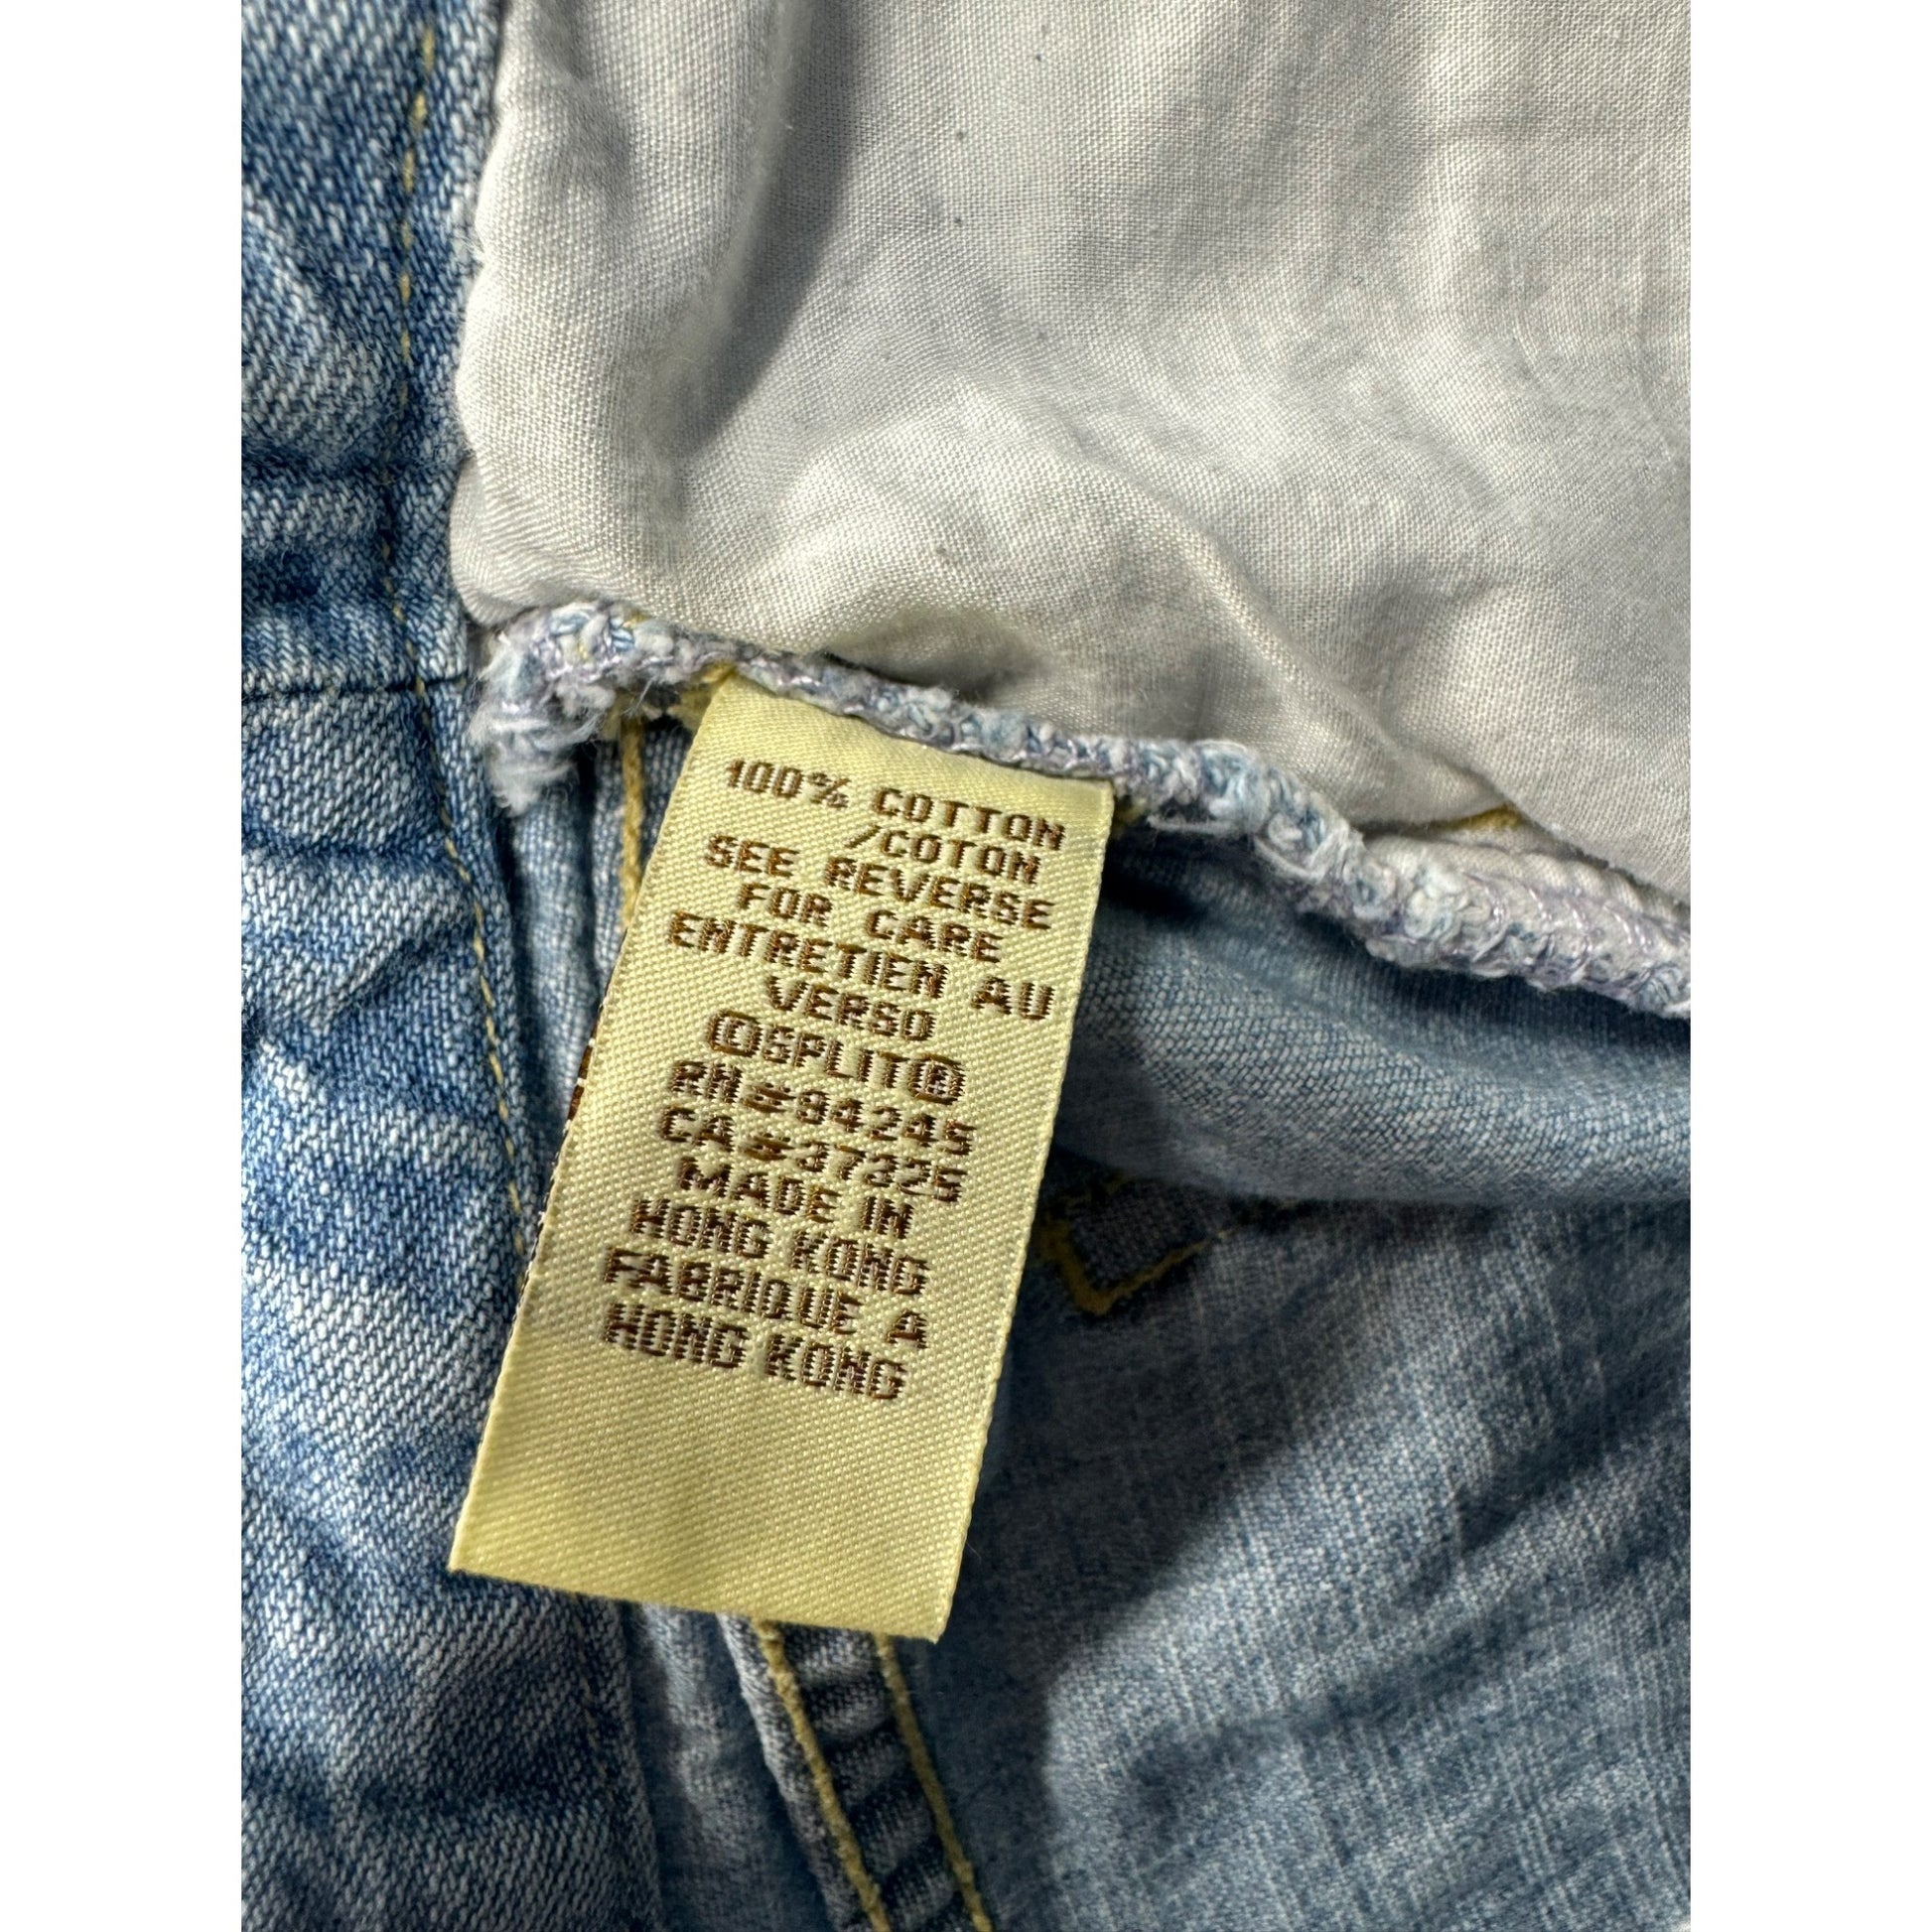 100% COTTON
/COTON
SEE REVERSE
FOR CARE
ENTRETIEN AU
VERSO
©SPLIT®
RN#94245
CA#37325
MADE IN
HONG KONG
FABRIQUE A
HONG KONG